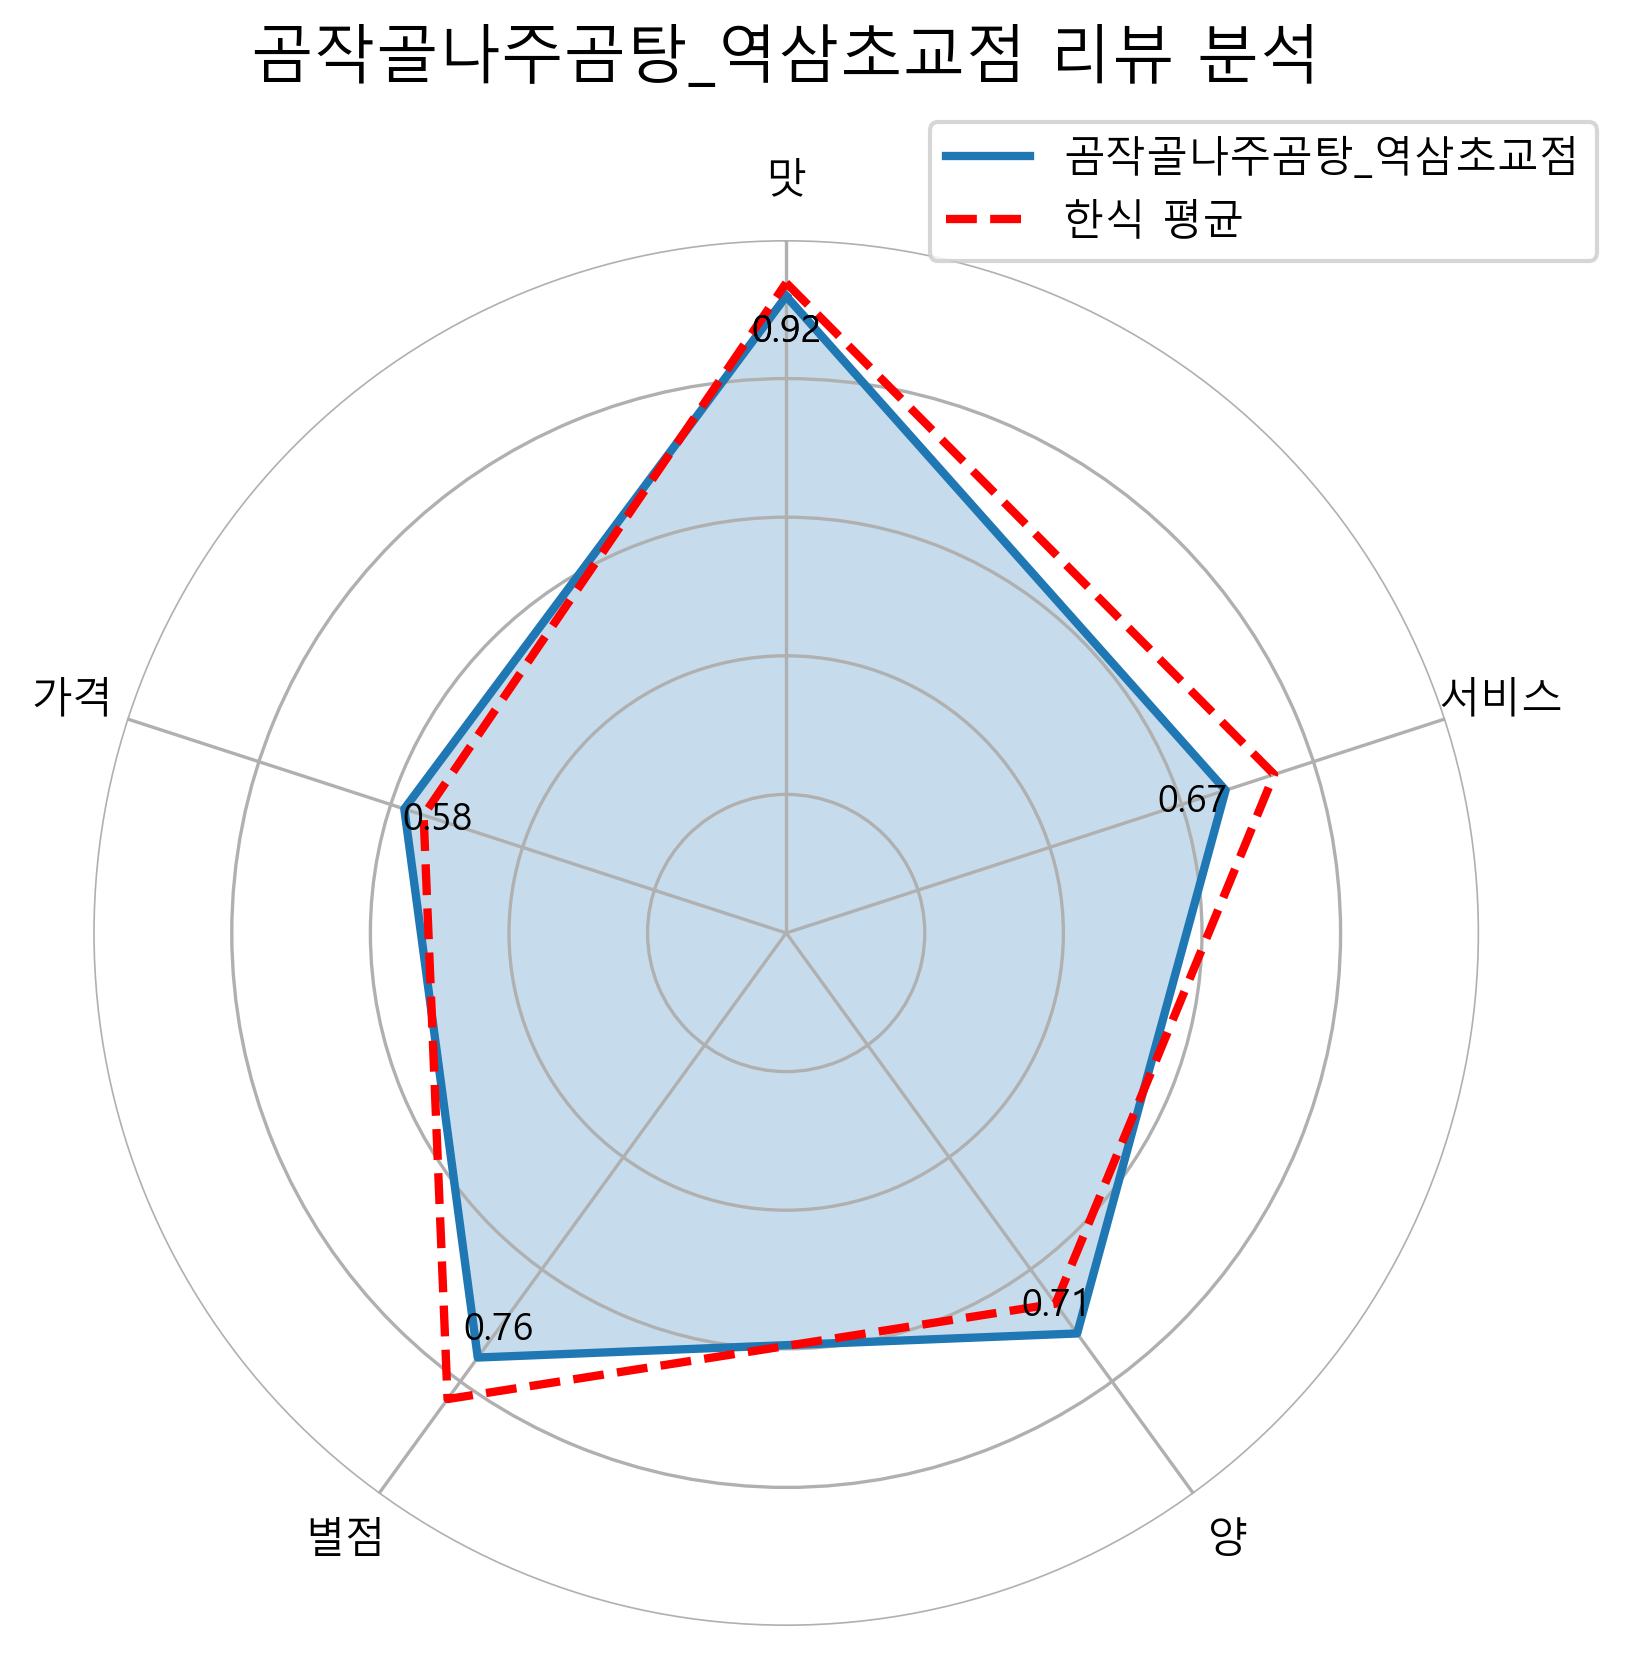 곰작골나주곰탕_역삼초교점 리뷰 분석
곰작골나주곰탕_역삼초교점
한식 평균
맛
0.92
서비스
0.67
가격
0.58
0.71
0.76
별점
양